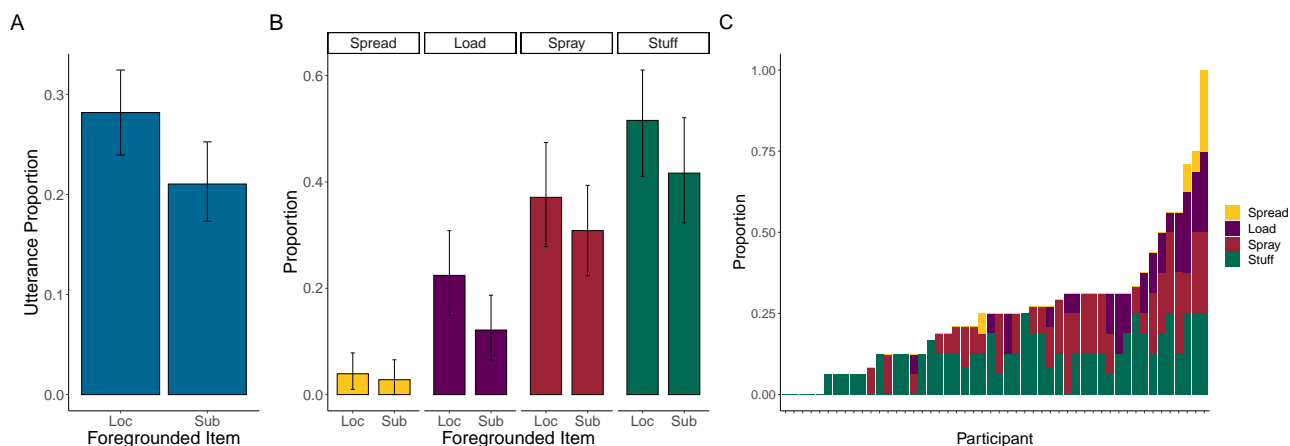 A
Utterance Proportion
0.3
0.2
0.1
0.0
Loc Sub
Foregrounded Item
B
Spread Load Spray Stuff
Proportion
0.6
0.4
0.2
0.0
Loc Sub Loc Sub Loc Sub Loc Sub
Foregrounded Item
C
Proportion
1.00
0.75
0.50
0.25
0.00
Participant
Spread
Load
Spray
Stuff